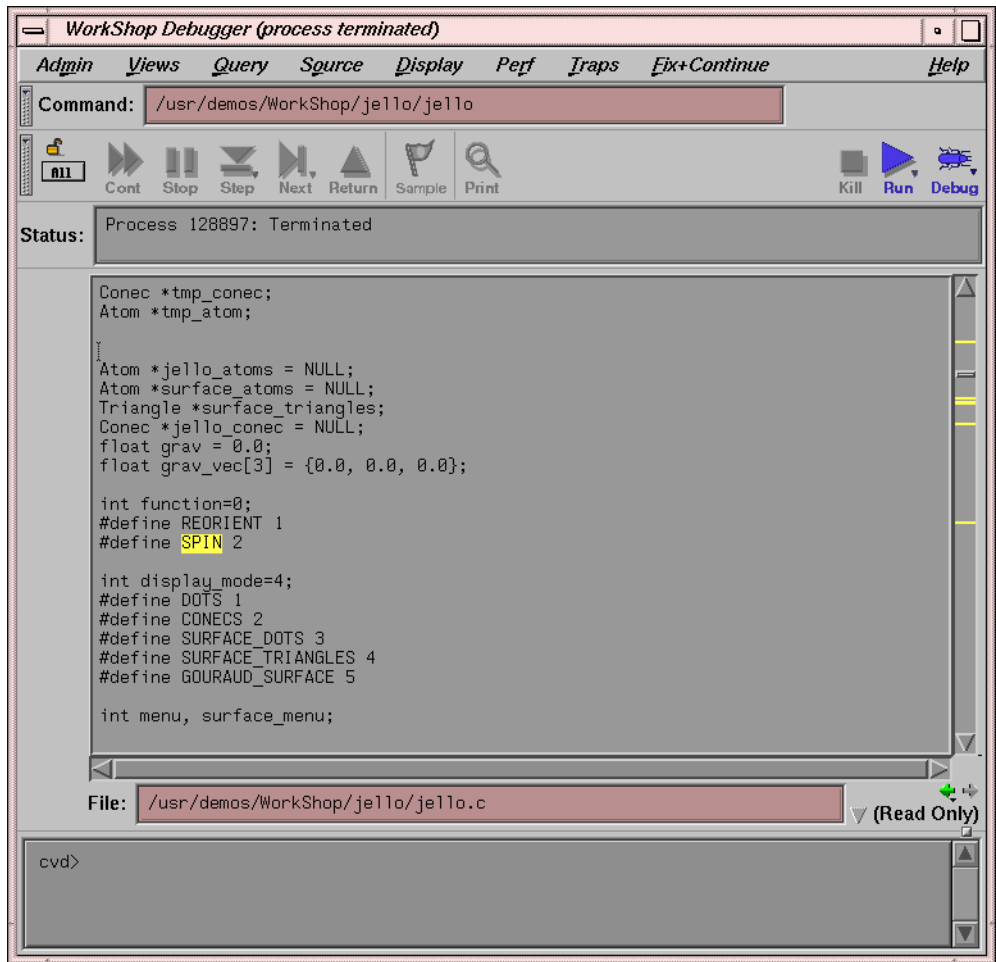 WorkShop Debugger (process terminated)
Admin Views Query Source Display Perf Traps Fix+Continue Help
Command: /usr/demos/WorkShop/jello/jello
All
Cont Stop Step Next Return Sample Print Kill Run Debug
Status: Process 128897: Terminated
Conec *tmp_conec;
Atom *tmp_atom;
Atom *jello_atoms = NULL;
Atom *surface_atoms = NULL;
Triangle *surface_triangles;
Conec *jello_conec = NULL;
float grav = 0.0;
float grav_vec[3] = {0.0, 0.0, 0.0};
int function=0;
#define REORIENT 1
#define SPIN 2
int display_mode=4;
#define DOTS 1
#define CONECS 2
#define SURFACE_DOTS 3
#define SURFACE_TRIANGLES 4
#define GOURAUD_SURFACE 5
int menu, surface_menu;
File: /usr/demos/WorkShop/jello/jello.c (Read Only)
cvd>